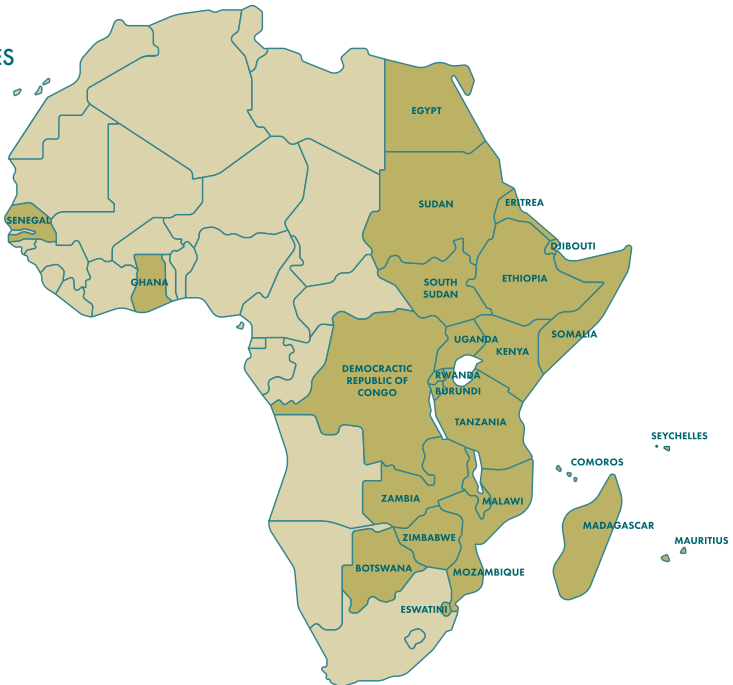 ES
EGYPT
SUDAN
ERITREA
SENEGAL
DJIBOUTI
ETHIOPIA
GHANA
SOUTH
SUDAN
SOMALIA
UGANDA
KENYA
DEMOCRACTIC
REPUBLIC OF
CONGO
RWANDA
BURUNDI
TANZANIA
SEYCHELLES
COMOROS
ZAMBIA
MALAWI
MADAGASCAR
ZIMBABWE
MAURITIUS
BOTSWANA
MOZAMBIQUE
ESWATINI